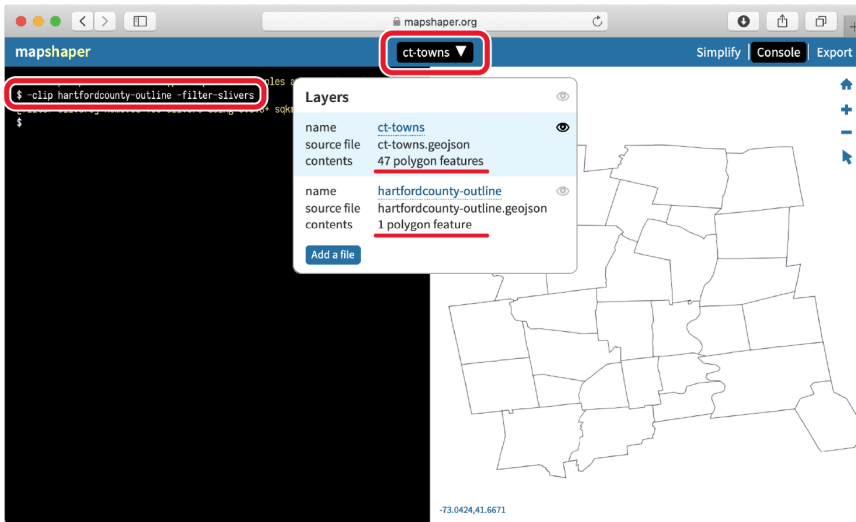 mapshaper.org
mapshaper
ct-towns ▼
Simplify Console Export
$ -clip hartfordcounty-outline -filter-slivers
$
Layers
name ct-towns
source file ct-towns.geojson
contents 47 polygon features
name hartfordcounty-outline
source file hartfordcounty-outline.geojson
contents 1 polygon feature
Add a file
-73.0424,41.6671